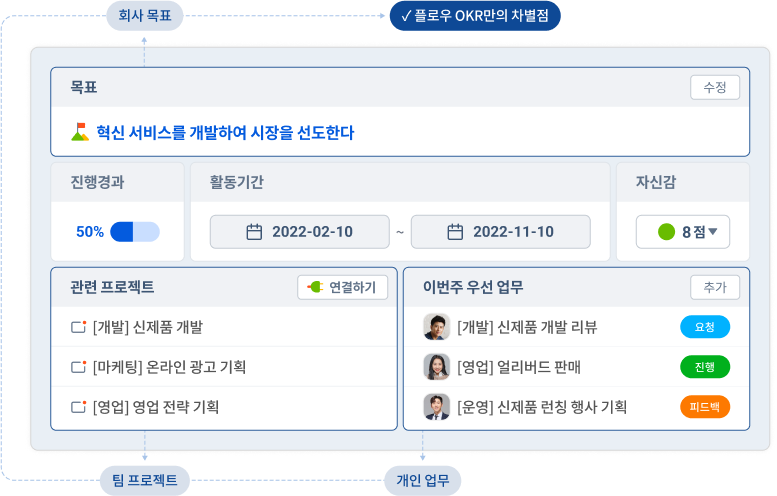 회사 목표
✓ 플로우 OKR만의 차별점
목표
수정
혁신 서비스를 개발하여 시장을 선도한다
진행경과
활동기간
자신감
50%
2022-02-10 ~ 2022-11-10
8점
관련 프로젝트
연결하기
이번주 우선 업무
추가
[개발] 신제품 개발
[마케팅] 온라인 광고 기획
[영업] 영업 전략 기획
[개발] 신제품 개발 리뷰
요청
[영업] 얼리버드 판매
진행
[운영] 신제품 런칭 행사 기획
피드백
팀 프로젝트
개인 업무